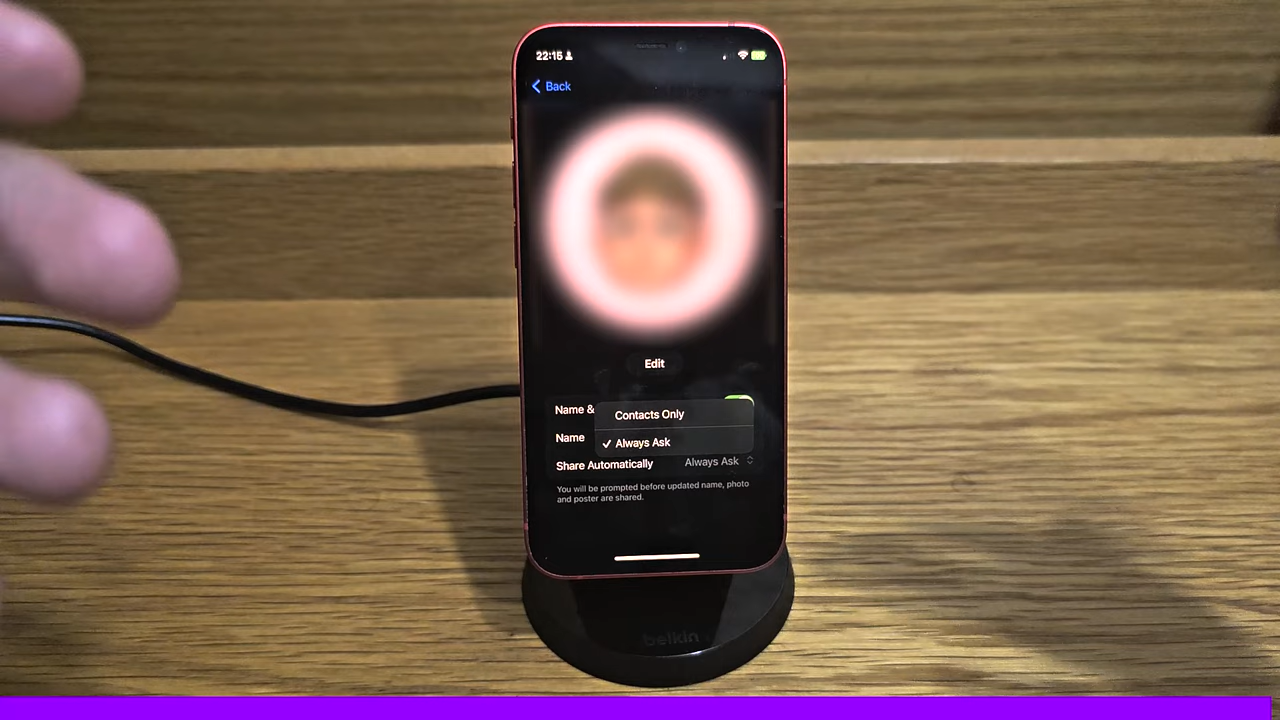 22:15
Back
Edit
Name &
Contacts Only
Name
Always Ask
Share Automatically
Always Ask
You will be prompted before updated name, photo
and poster are shared.
belkin